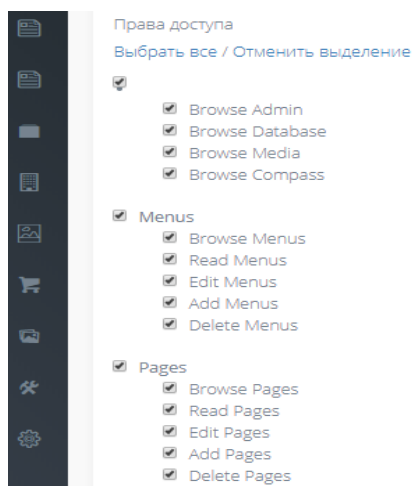 Права доступа
Выбрать все / Отменить выделение
Browse Admin
Browse Database
Browse Media
Browse Compass
Menus
Browse Menus
Read Menus
Edit Menus
Add Menus
Delete Menus
Pages
Browse Pages
Read Pages
Edit Pages
Add Pages
Delete Pages